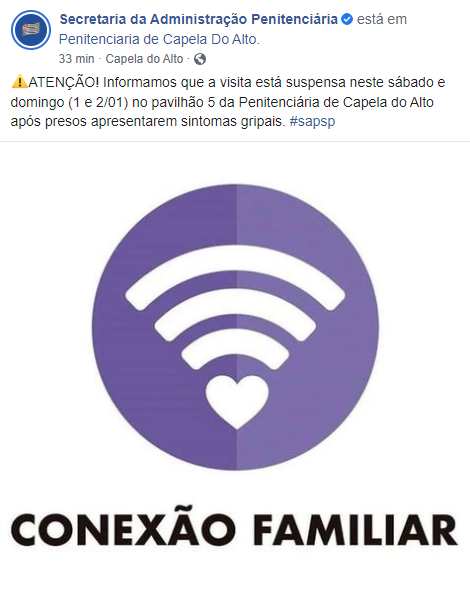 Secretaria da Administração Penitenciária está em
Penitenciaria de Capela Do Alto.
33 min · Capela do Alto ·
⚠️ATENÇÃO! Informamos que a visita está suspensa neste sábado e
domingo (1 e 2/01) no pavilhão 5 da Penitenciária de Capela do Alto
após presos apresentarem sintomas gripais. #sapsp
CONEXÃO FAMILIAR